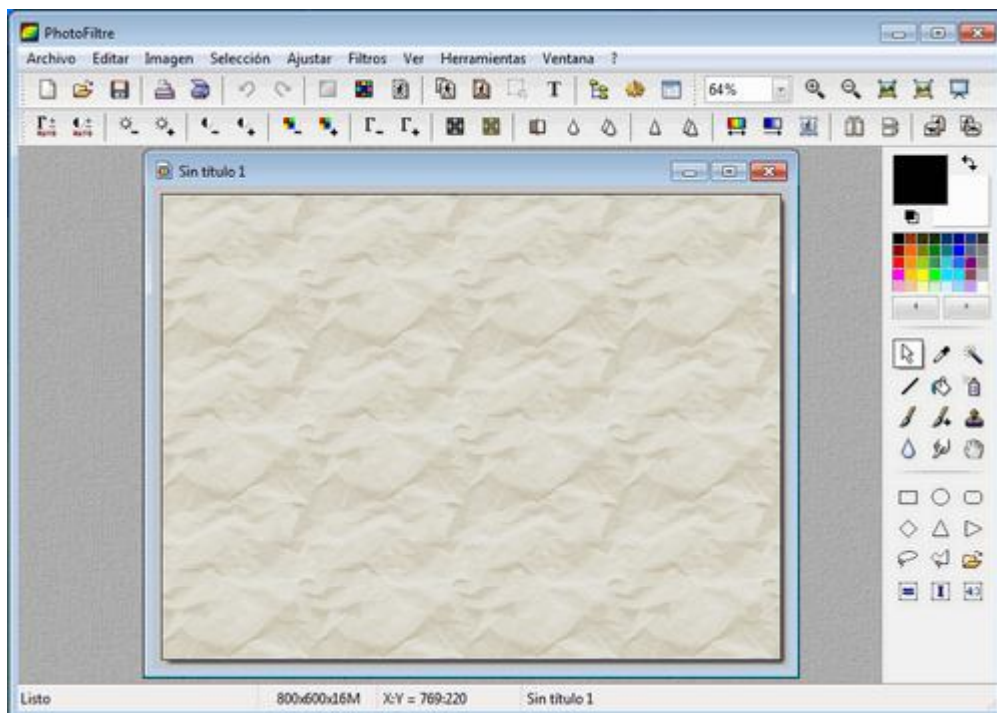 PhotoFiltre
Archivo Editar Imagen Selección Ajustar Filtros Ver Herramientas Ventana ?
T 64%
Sin título 1
Listo 800x600x16M X:Y = 769:220 Sin título 1